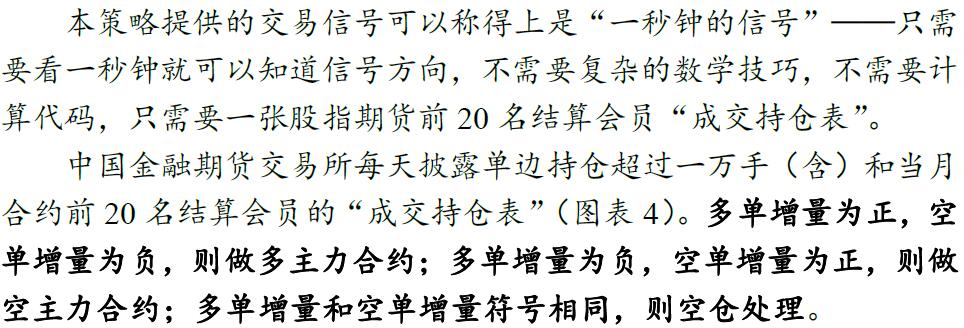 本策略提供的交易信号可以称得上是“一秒钟的信号”——只需
要看一秒钟就可以知道信号方向，不需要复杂的数学技巧，不需要计
算代码，只需要一张股指期货前 20 名结算会员“成交持仓表”。
中国金融期货交易所每天披露单边持仓超过一万手（含）和当月
合约前 20 名结算会员的“成交持仓表”（图表 4）。多单增量为正，空
单增量为负，则做多主力合约；多单增量为负，空单增量为正，则做
空主力合约；多单增量和空单增量符号相同，则空仓处理。